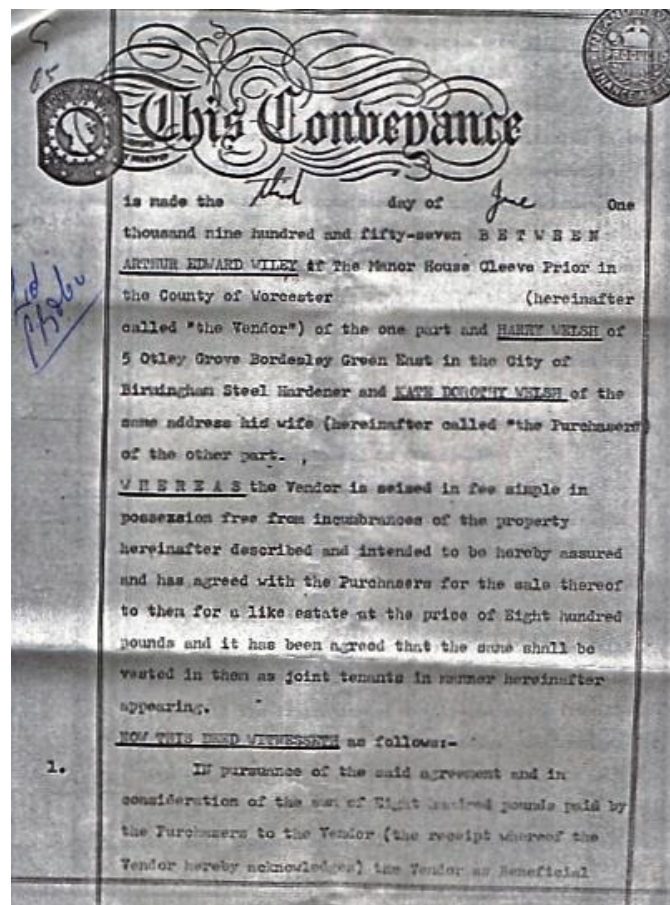 This Conveyance
is made the third day of June One
thousand nine hundred and fifty-seven B E T W E E N
ARTHUR EDWARD WILEY of The Manor House Cleeve Prior in
the County of Worcester (hereinafter
called "the Vendor") of the one part and HARRY WELSH of
5 Otley Grove Bordesley Green East in the City of
Birmingham Steel Hardener and KATE DOROTHY WELSH of the
same address his wife (hereinafter called "the Purchasers")
of the other part.
W H E R E A S the Vendor is seised in fee simple in
possession free from incumbrances of the property
hereinafter described and intended to be hereby assured
and has agreed with the Purchasers for the sale thereof
to them for a like estate at the price of Eight hundred
pounds and it has been agreed that the same shall be
vested in them as joint tenants in manner hereinafter
appearing.
NOW THIS DEED WITNESSETH as follows:-
1. IN pursuance of the said agreement and in
consideration of the sum of Eight hundred pounds paid by
the Purchasers to the Vendor (the receipt whereof the
Vendor hereby acknowledges) the Vendor as Beneficial